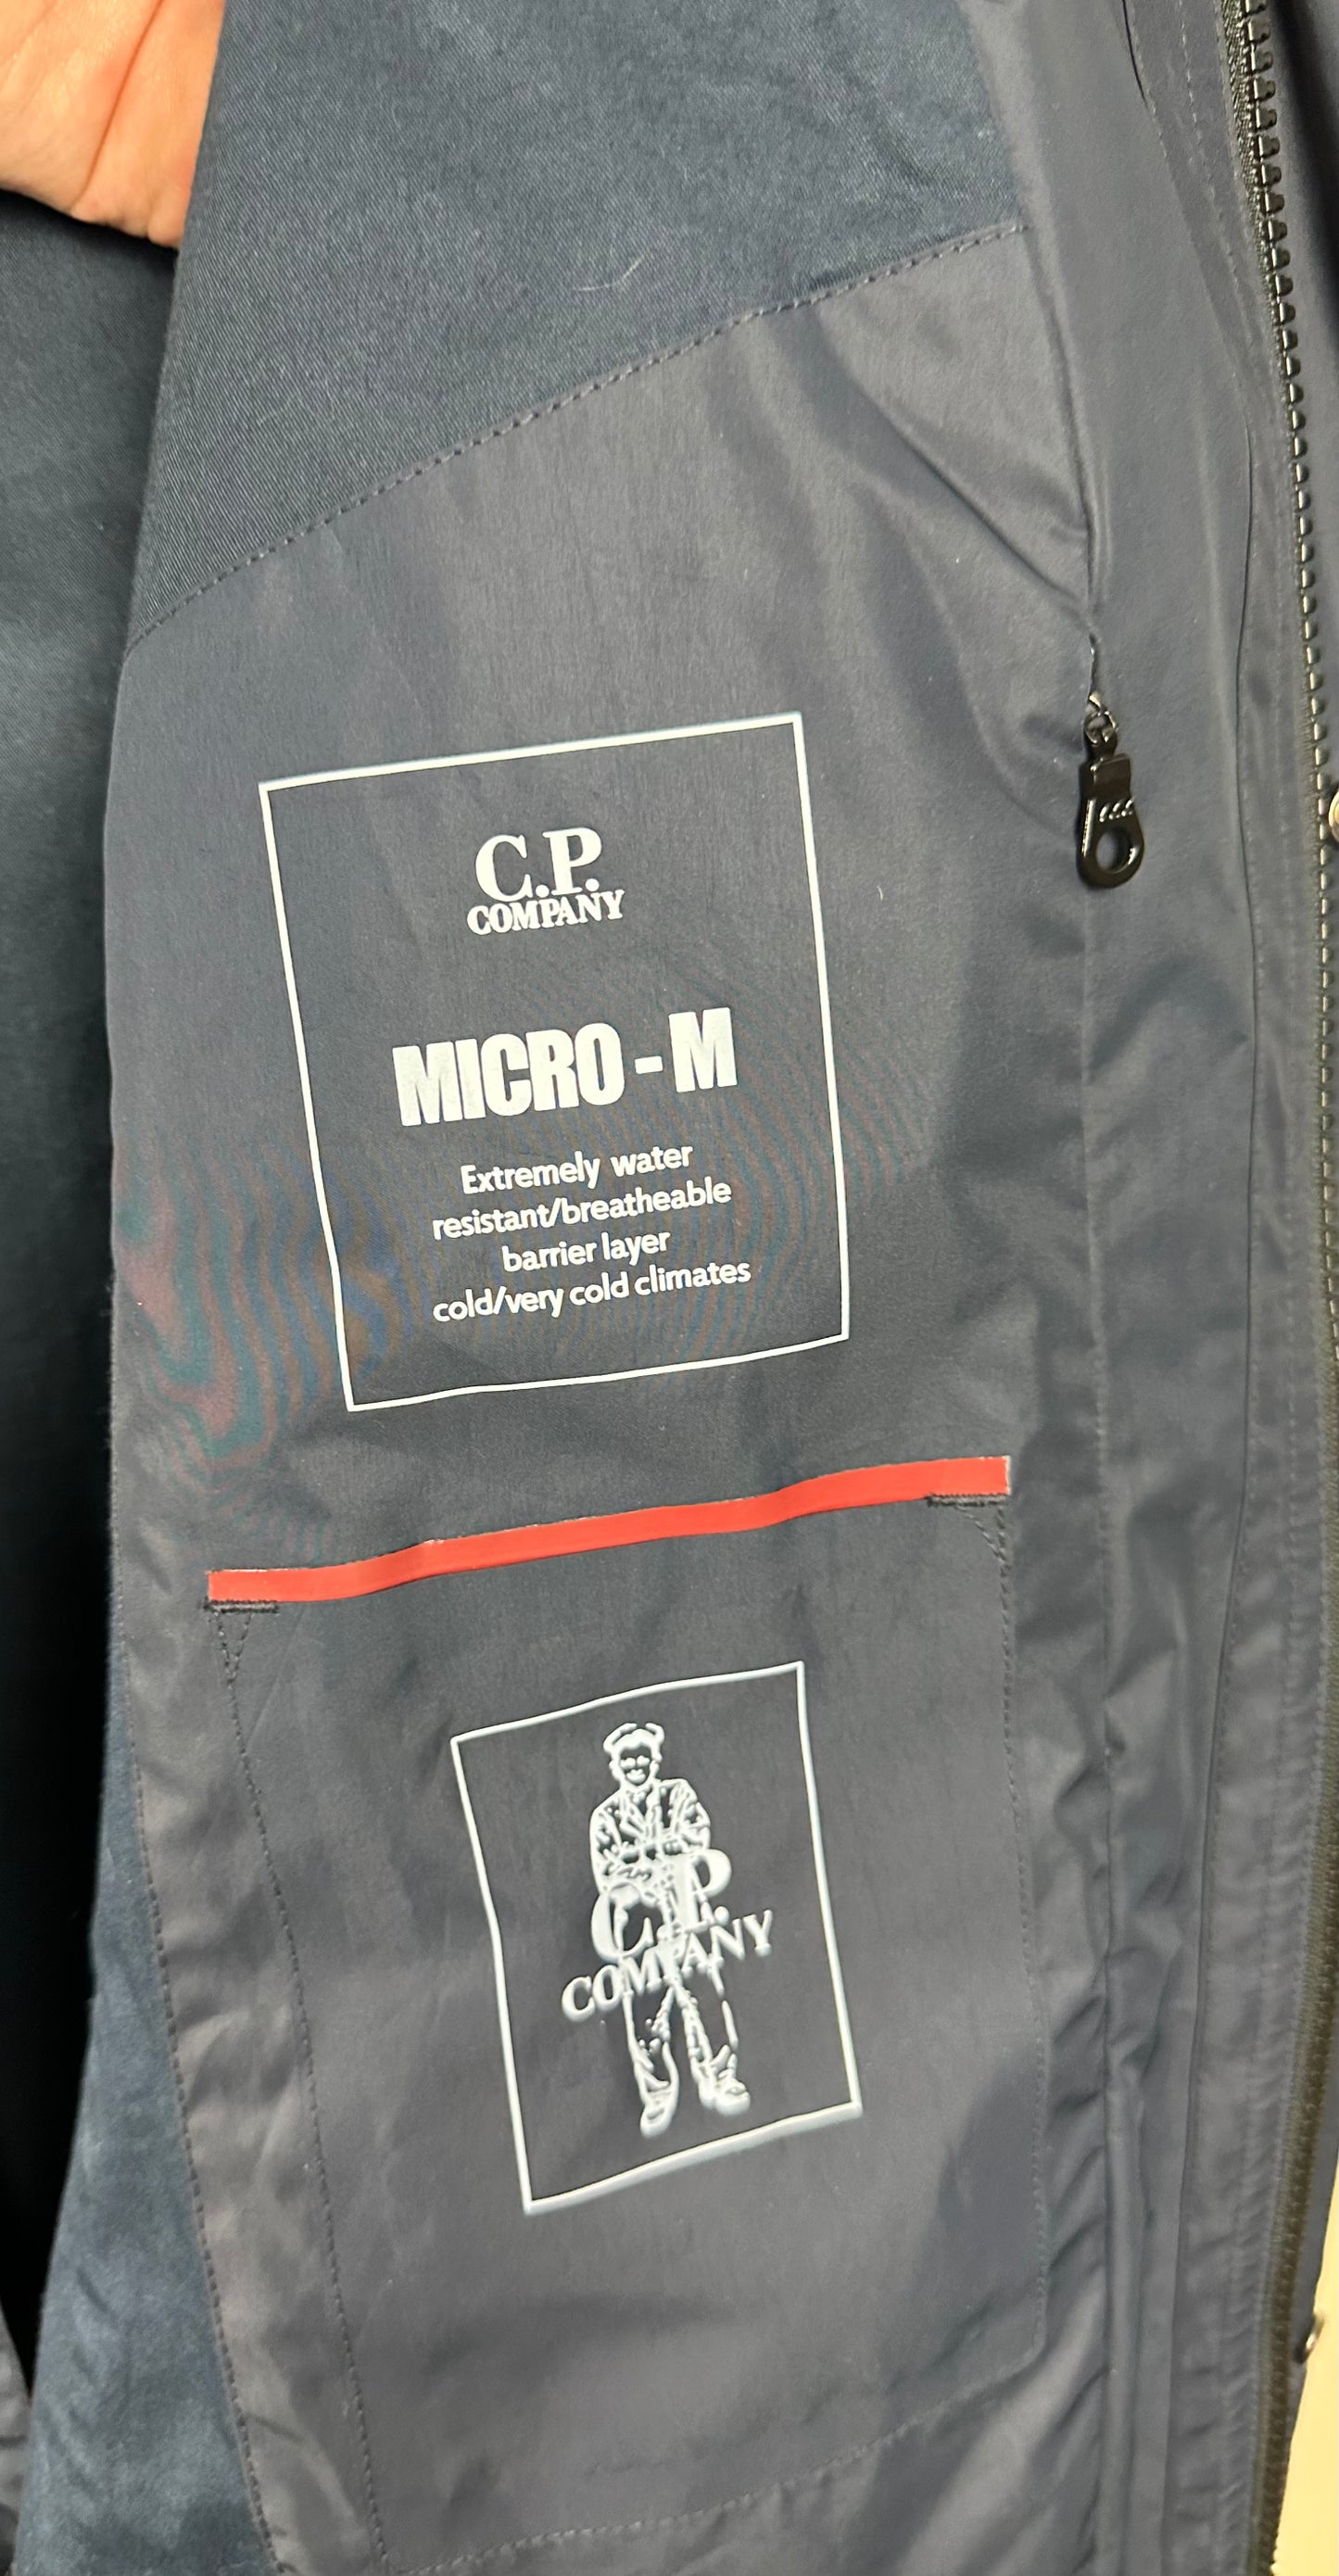 C.P.
COMPANY
MICRO - M
Extremely water
resistant/breatheable
barrier layer
cold/very cold climates
C.P.
COMPANY